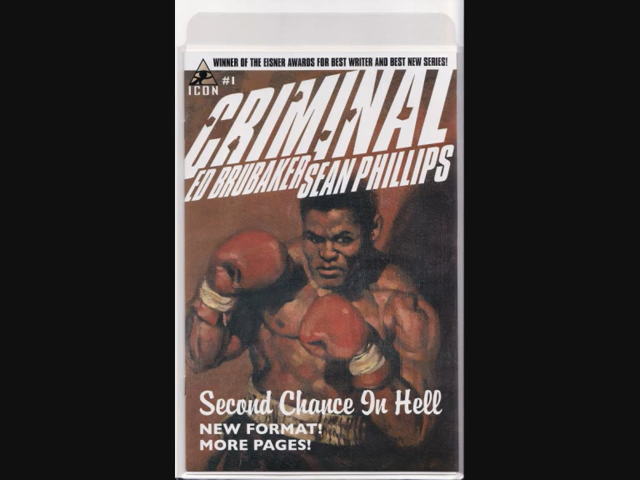 WINNER OF THE EISNER AWARDS FOR BEST WRITER AND BEST NEW SERIES!
ICON
#1
CRIMINAL
ED BRUBAKER SEAN PHILLIPS
Second Chance In Hell
NEW FORMAT!
MORE PAGES!